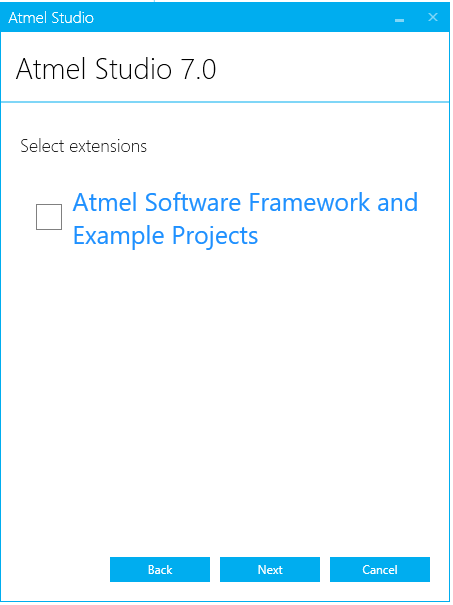 Atmel Studio
Atmel Studio 7.0
Select extensions
Atmel Software Framework and
Example Projects
Back
Next
Cancel